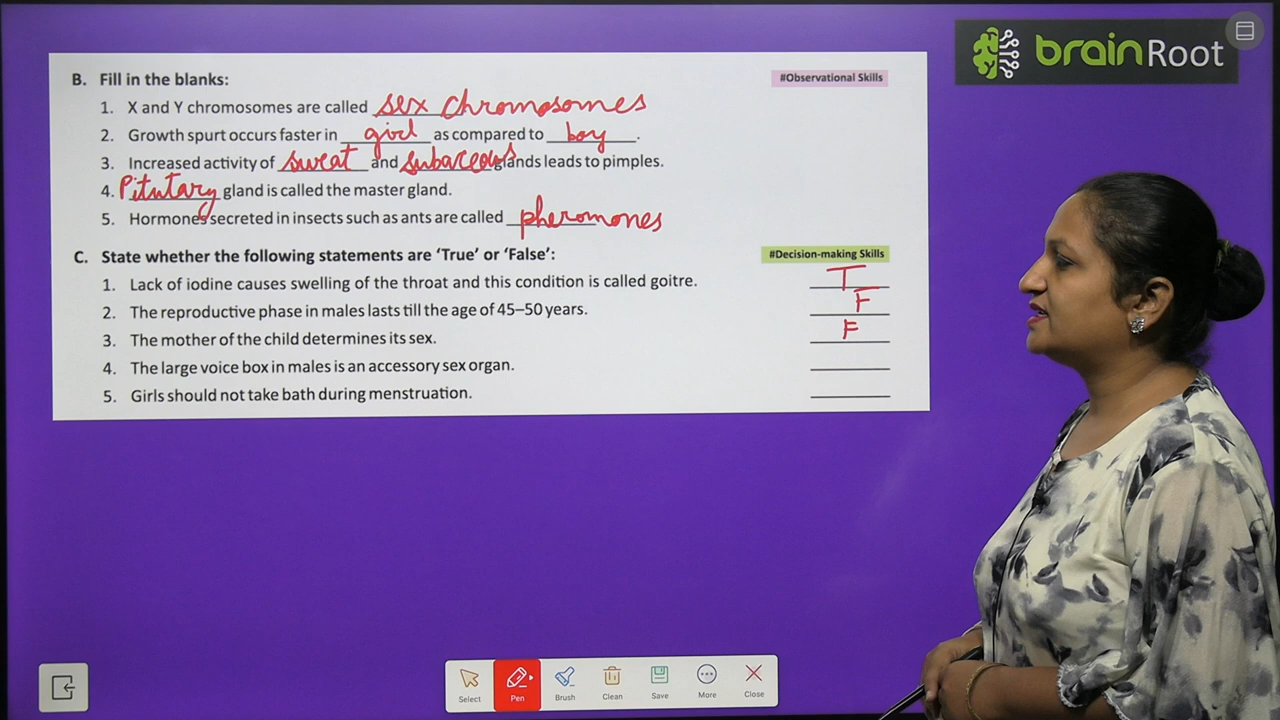 brainRoot
B. Fill in the blanks:
#Observational Skills
1. X and Y chromosomes are called sex chromosomes
2. Growth spurt occurs faster in girl as compared to boy.
3. Increased activity of sweat and subaceous glands leads to pimples.
4. Pitutary gland is called the master gland.
5. Hormones secreted in insects such as ants are called pheromones
C. State whether the following statements are ‘True’ or ‘False’:
#Decision-making Skills
1. Lack of iodine causes swelling of the throat and this condition is called goitre. T
2. The reproductive phase in males lasts till the age of 45–50 years. F
3. The mother of the child determines its sex. F
4. The large voice box in males is an accessory sex organ.
5. Girls should not take bath during menstruation.
Select Pen Brush Clean Save More Close